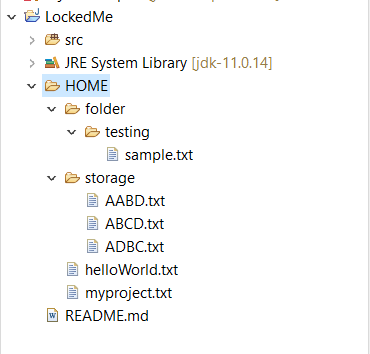 LockedMe
src
JRE System Library [jdk-11.0.14]
HOME
folder
testing
sample.txt
storage
AABD.txt
ABCD.txt
ADBC.txt
helloWorld.txt
myproject.txt
README.md